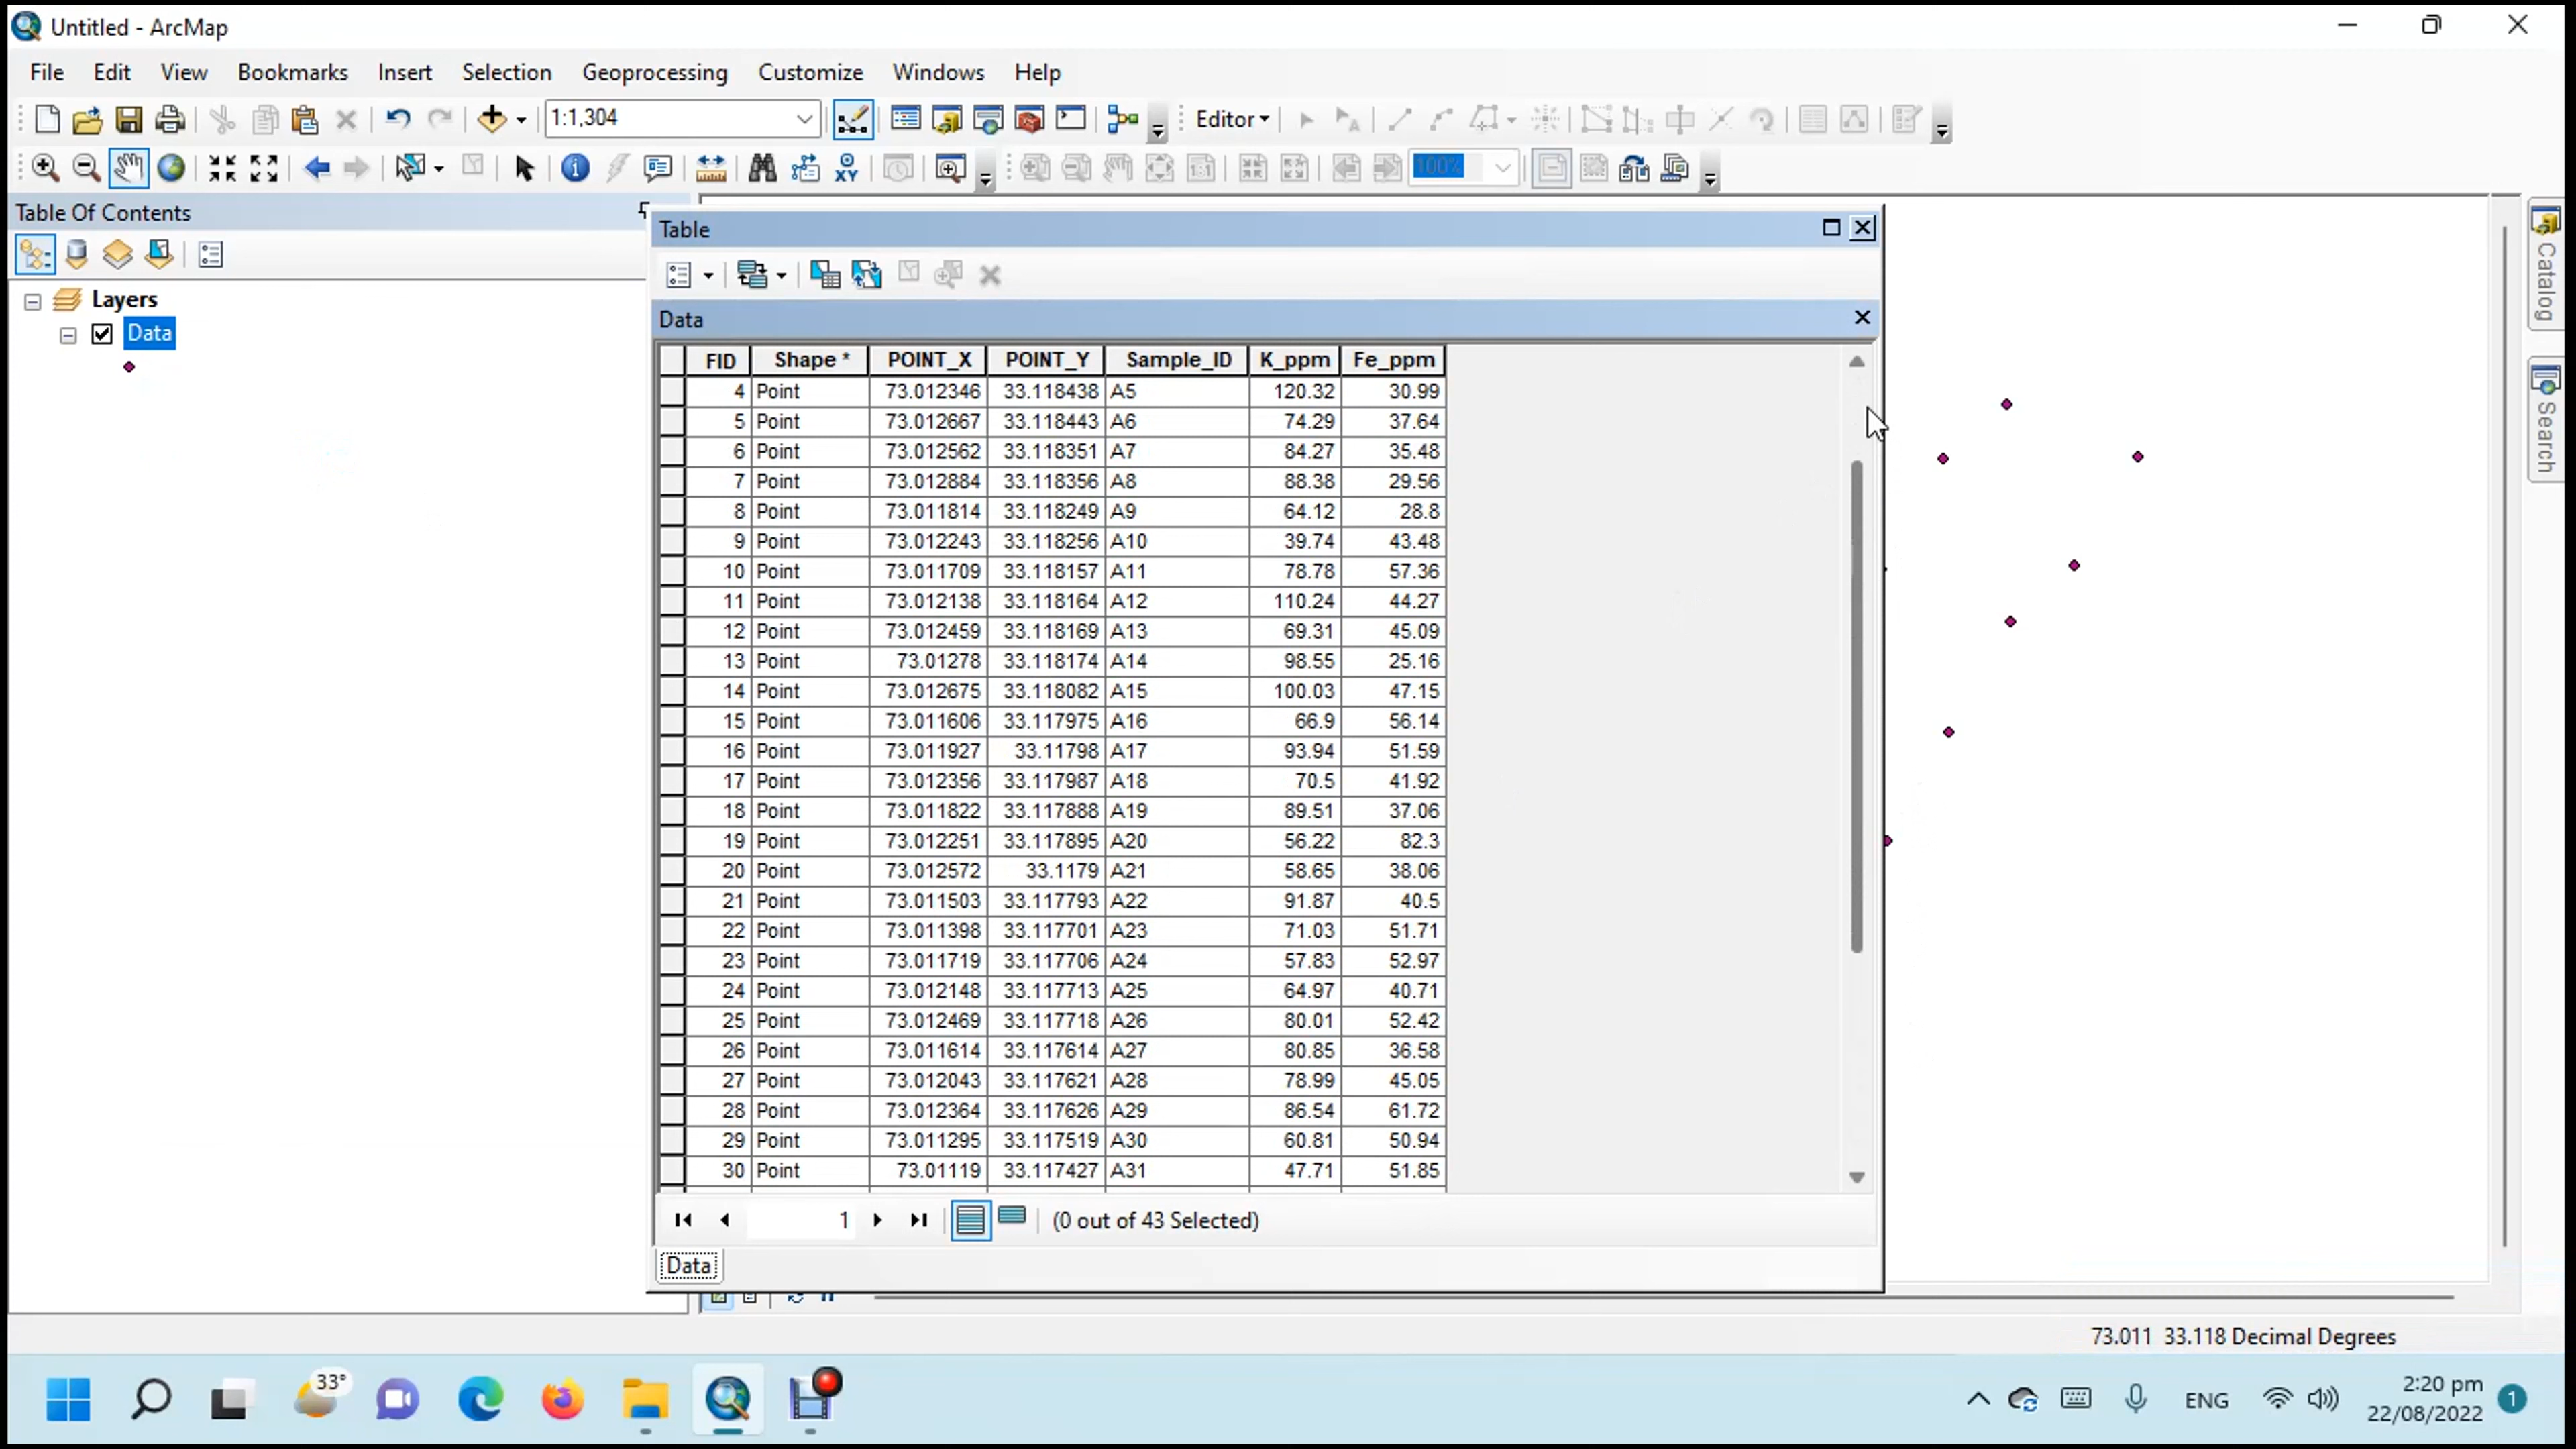 Untitled - ArcMap
File Edit View Bookmarks Insert Selection Geoprocessing Customize Windows Help
1:1,304 Editor
XY 1:1 100%
Table Of Contents
Layers
Data
Table
Data
FID Shape * POINT_X POINT_Y Sample_ID K_ppm Fe_ppm
4 Point 73.012346 33.118438 A5 120.32 30.99
5 Point 73.012667 33.118443 A6 74.29 37.64
6 Point 73.012562 33.118351 A7 84.27 35.48
7 Point 73.012884 33.118356 A8 88.38 29.56
8 Point 73.011814 33.118249 A9 64.12 28.8
9 Point 73.012243 33.118256 A10 39.74 43.48
10 Point 73.011709 33.118157 A11 78.78 57.36
11 Point 73.012138 33.118164 A12 110.24 44.27
12 Point 73.012459 33.118169 A13 69.31 45.09
13 Point 73.01278 33.118174 A14 98.55 25.16
14 Point 73.012675 33.118082 A15 100.03 47.15
15 Point 73.011606 33.117975 A16 66.9 56.14
16 Point 73.011927 33.11798 A17 93.94 51.59
17 Point 73.012356 33.117987 A18 70.5 41.92
18 Point 73.011822 33.117888 A19 89.51 37.06
19 Point 73.012251 33.117895 A20 56.22 82.3
20 Point 73.012572 33.1179 A21 58.65 38.06
21 Point 73.011503 33.117793 A22 91.87 40.5
22 Point 73.011398 33.117701 A23 71.03 51.71
23 Point 73.011719 33.117706 A24 57.83 52.97
24 Point 73.012148 33.117713 A25 64.97 40.71
25 Point 73.012469 33.117718 A26 80.01 52.42
26 Point 73.011614 33.117614 A27 80.85 36.58
27 Point 73.012043 33.117621 A28 78.99 45.05
28 Point 73.012364 33.117626 A29 86.54 61.72
29 Point 73.011295 33.117519 A30 60.81 50.94
30 Point 73.01119 33.117427 A31 47.71 51.85
1 (0 out of 43 Selected)
Data
Catalog
Search
73.011 33.118 Decimal Degrees
33°
ENG
2:20 pm
22/08/2022
1